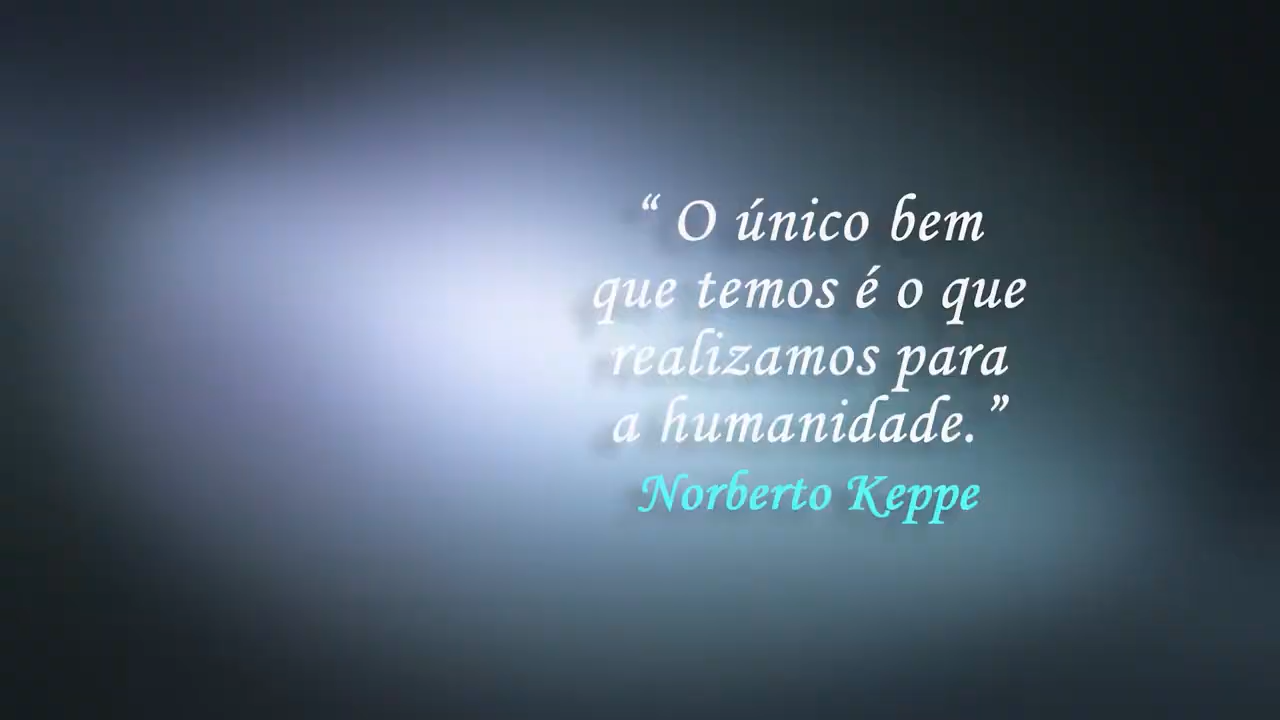 “ O único bem
que temos é o que
realizamos para
a humanidade.”
Norberto Keppe